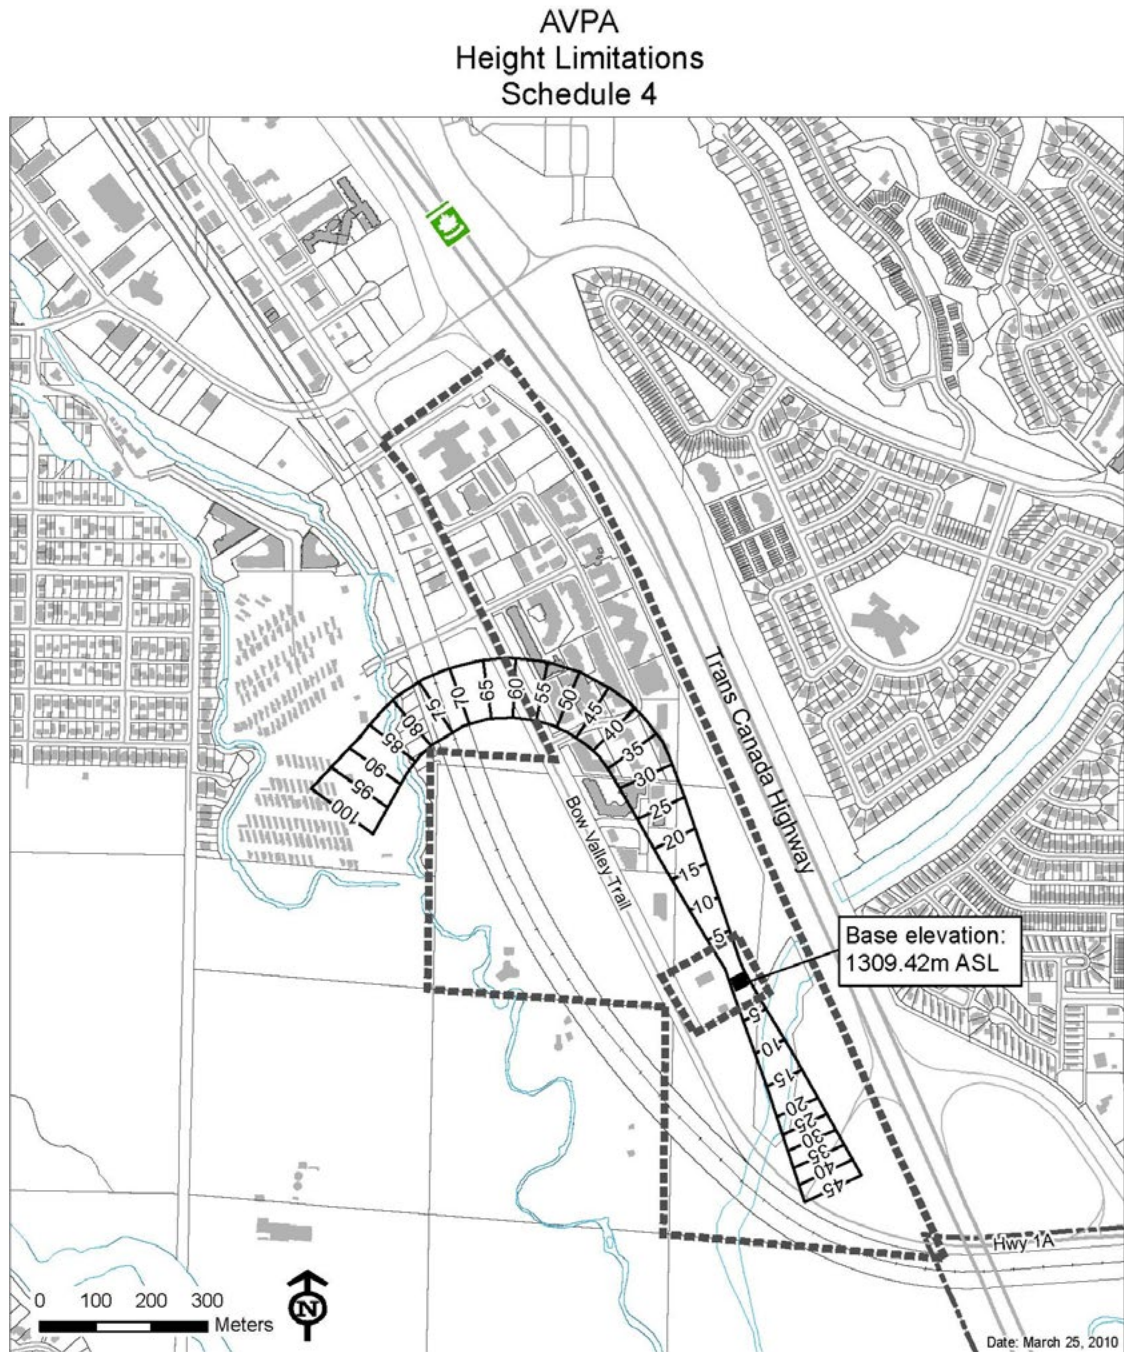 AVPA
Height Limitations
Schedule 4
Trans Canada Highway
100
95
90
85
80
75
70
65
60
55
50
45
40
35
30
25
20
15
10
5
Bow Valley Trail
Base elevation:
1309.42m ASL
5
10
15
20
25
30
35
40
45
Hwy 1A
0 100 200 300
Meters
N
Date: March 25, 2010